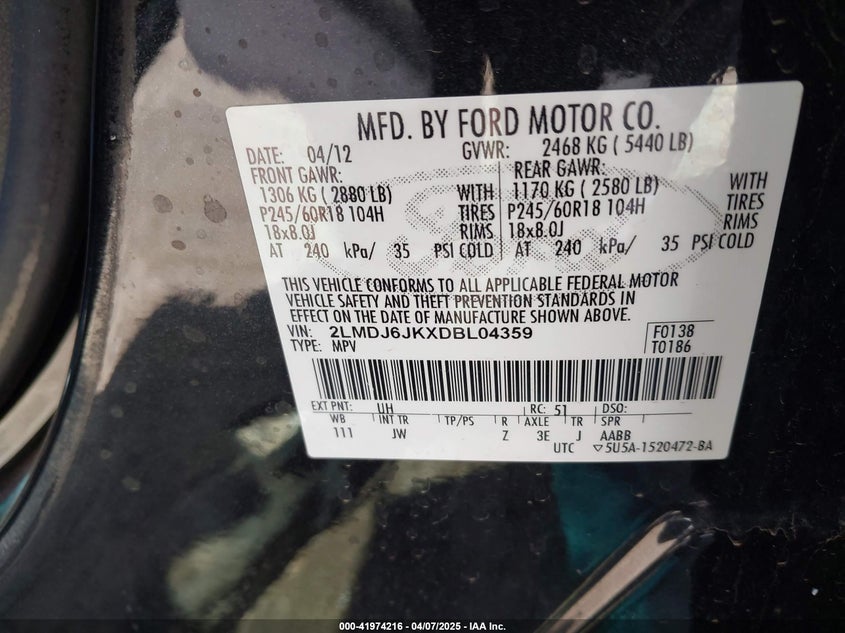 MFD. BY FORD MOTOR CO.
DATE: 04/12 GVWR: 2468 KG ( 5440 LB)
FRONT GAWR: REAR GAWR:
1306 KG ( 2880 LB) WITH 1170 KG ( 2580 LB) WITH
P245/60R18 104H TIRES P245/60R18 104H TIRES
18x8.0J RIMS 18x8.0J RIMS
AT 240 kPa/ 35 PSI COLD AT 240 kPa/ 35 PSI COLD
THIS VEHICLE CONFORMS TO ALL APPLICABLE FEDERAL MOTOR
VEHICLE SAFETY AND THEFT PREVENTION STANDARDS IN
EFFECT ON THE DATE OF MANUFACTURE SHOWN ABOVE.
VIN: 2LMDJ6JKXDBL04359 F0138
TYPE: MPV T0186
EXT PNT: UH RC: 51 DSO:
WB INT TR TP/PS R AXLE TR SPR
111 JW Z 3E J AABB
UTC ▽5U5A-1520472-BA
000-41974216 - 04/07/2025 - IAA Inc.